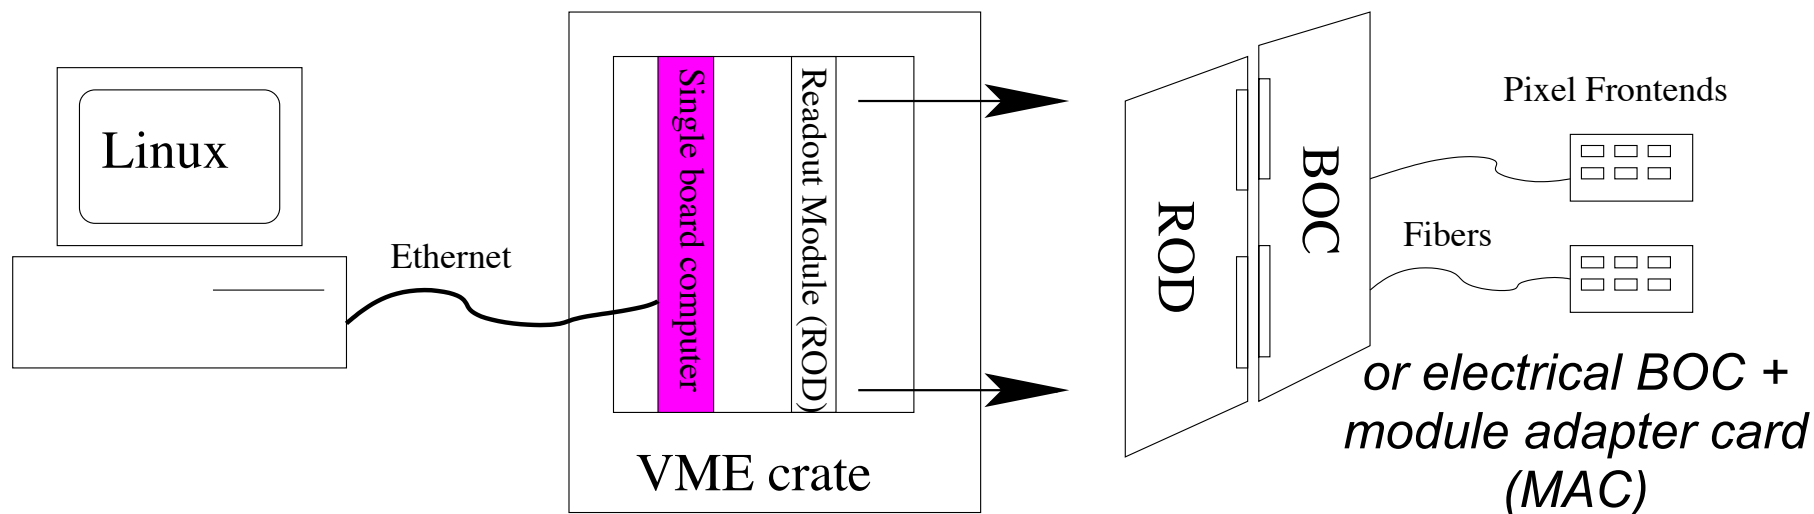 Linux
Ethernet
Single board computer
Readout Module (ROD)
VME crate
ROD
BOC
Pixel Frontends
Fibers
or electrical BOC +
module adapter card
(MAC)